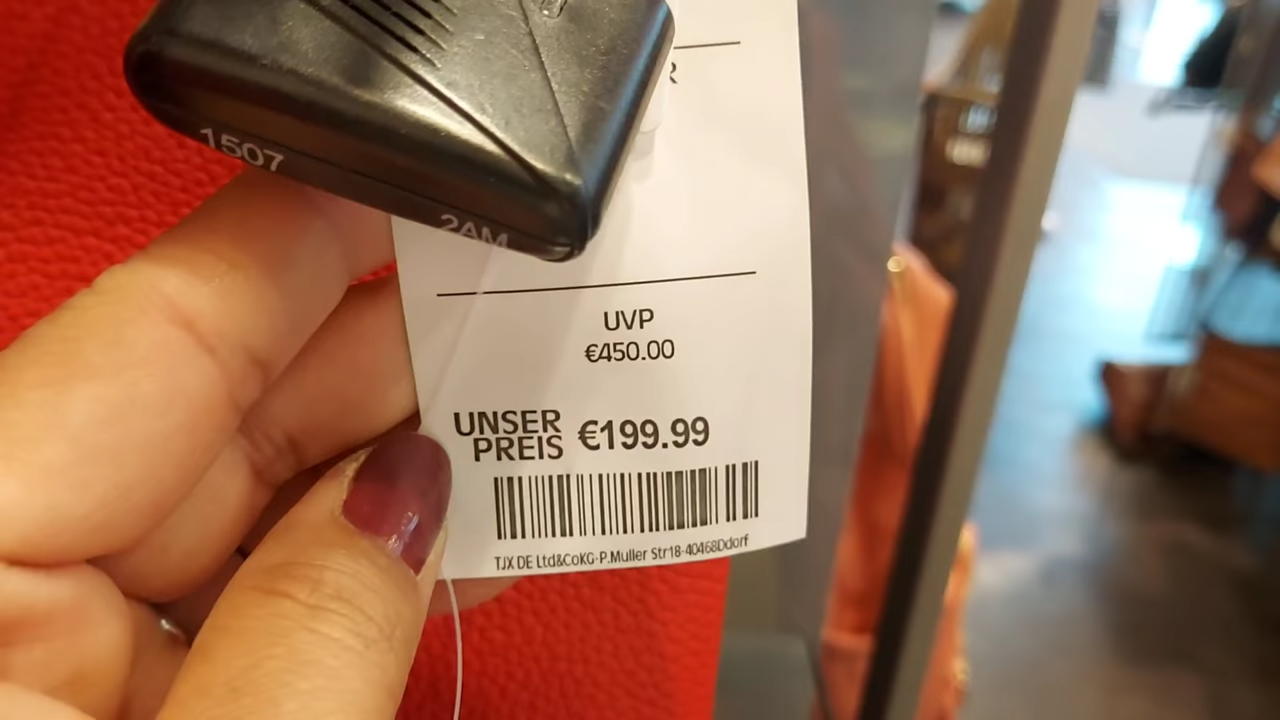 1507
2AM
R
UVP
€450.00
UNSER PREIS €199.99
TJX DE Ltd&CoKG-P.Muller Str18-40468Ddorf